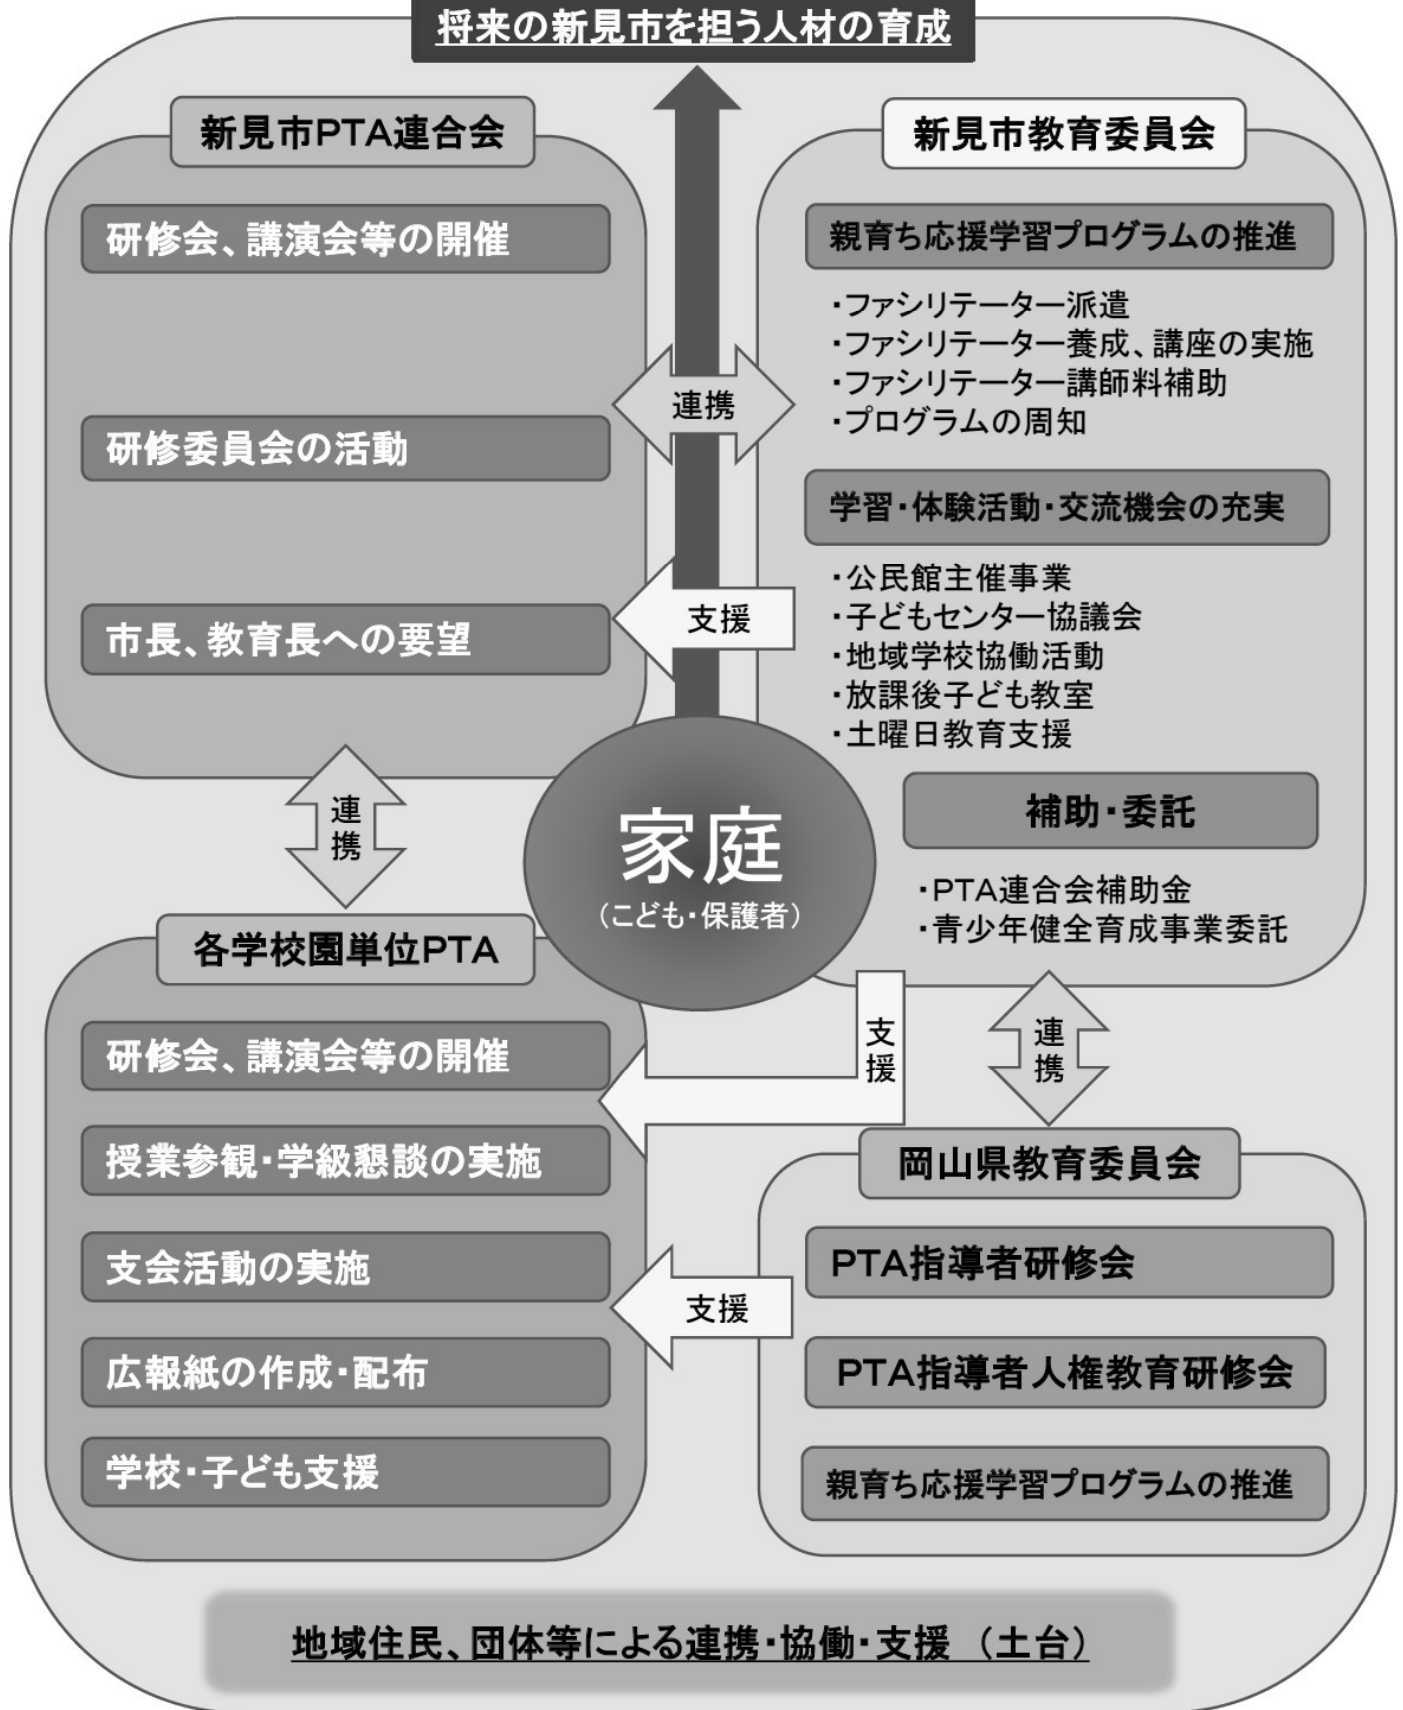 将来の新見市を担う人材の育成
新見市PTA連合会
研修会、講演会等の開催
研修委員会の活動
市長、教育長への要望
新見市教育委員会
親育ち応援学習プログラムの推進
・ファシリテーター派遣
・ファシリテーター養成、講座の実施
・ファシリテーター講師料補助
・プログラムの周知
学習・体験活動・交流機会の充実
・公民館主催事業
・子どもセンター協議会
・地域学校協働活動
・放課後子ども教室
・土曜日教育支援
補助・委託
・PTA連合会補助金
・青少年健全育成事業委託
連携
支援
家庭
（こども・保護者）
連携
支援
連携
各学校園単位PTA
研修会、講演会等の開催
授業参観・学級懇談の実施
支会活動の実施
広報紙の作成・配布
学校・子ども支援
支援
岡山県教育委員会
PTA指導者研修会
PTA指導者人権教育研修会
親育ち応援学習プログラムの推進
地域住民、団体等による連携・協働・支援 （土台）